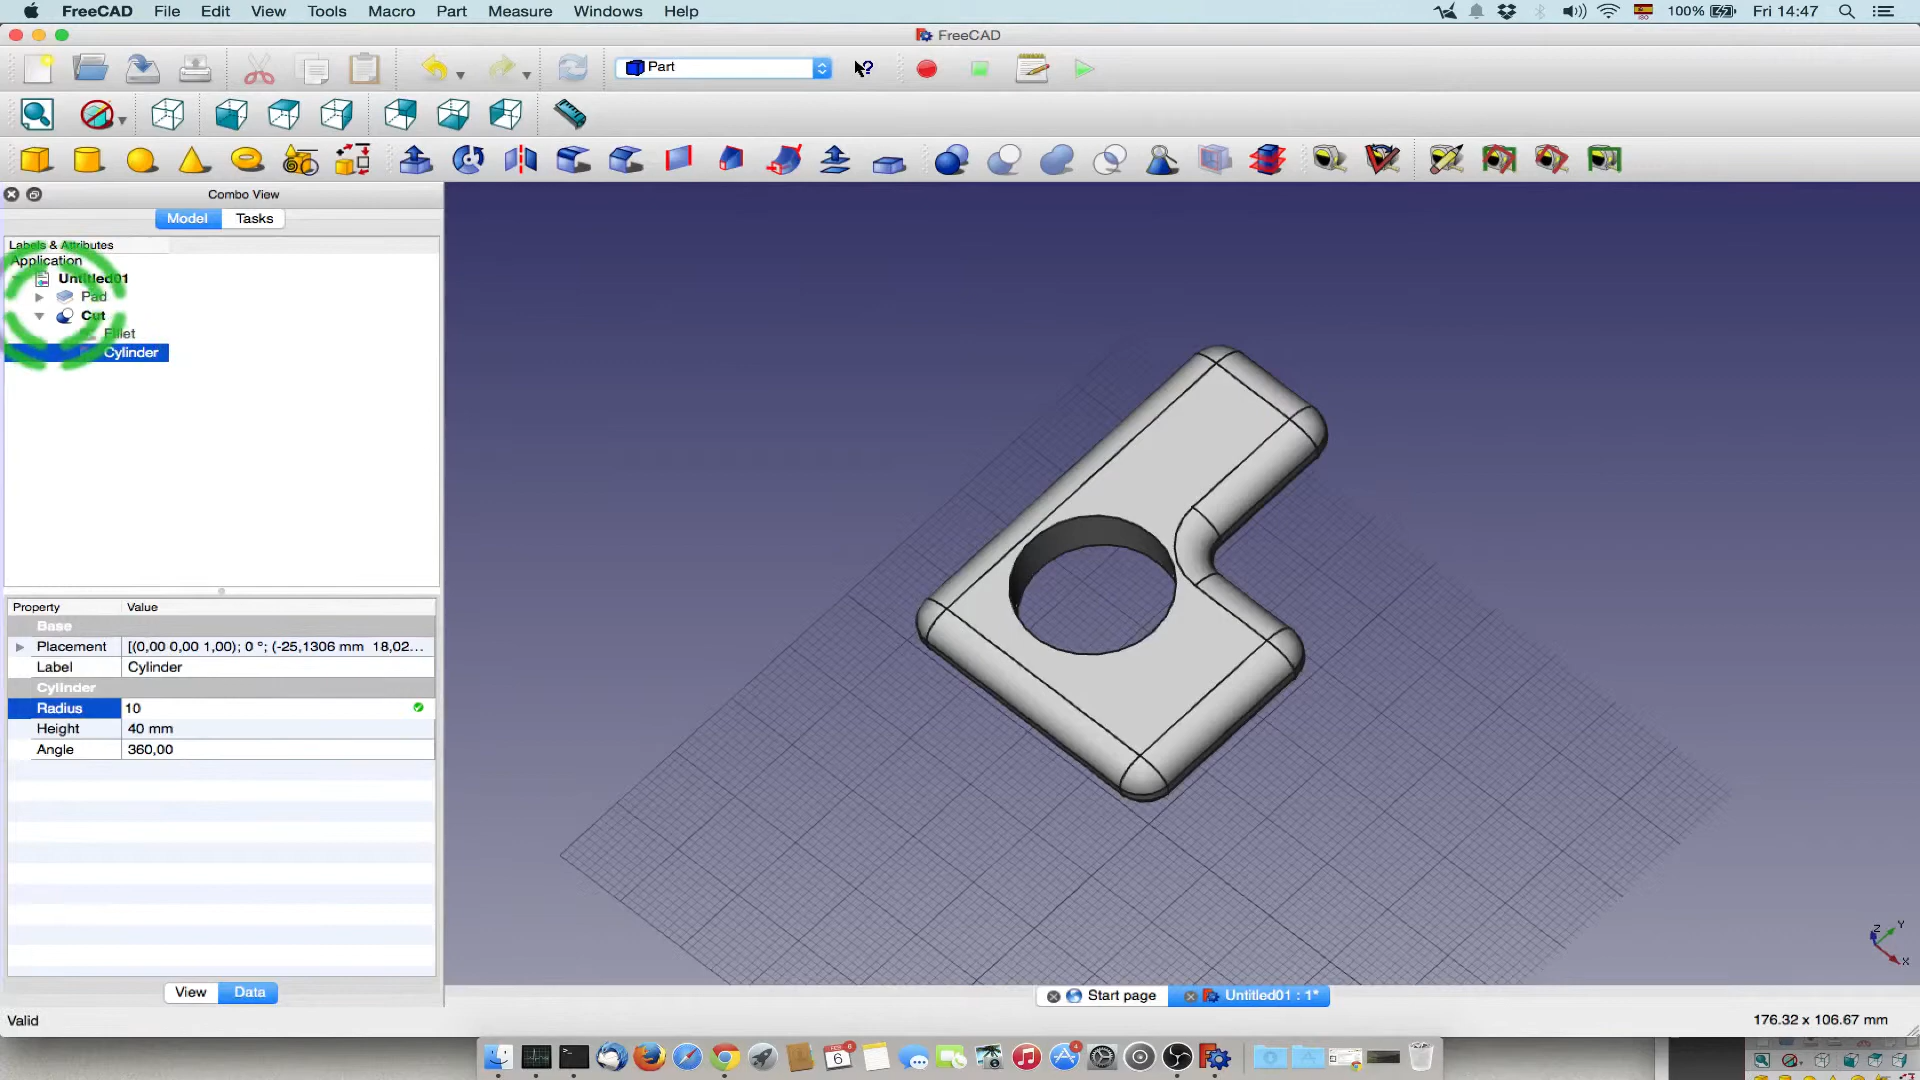 FreeCAD File Edit View Tools Macro Part Measure Windows Help 100% Fri 14:47
FreeCAD
Part
Combo View
Model Tasks
Labels & Attributes
Application
Untitled01
Pad
Cut
Fillet
Cylinder
Property Value
Base
Placement [(0,00 0,00 1,00); 0 °; (-25,1306 mm 18,02...
Label Cylinder
Cylinder
Radius 10
Height 40 mm
Angle 360,00
View Data
Start page Untitled01 : 1*
Valid 176.32 x 106.67 mm
Z Y X
6